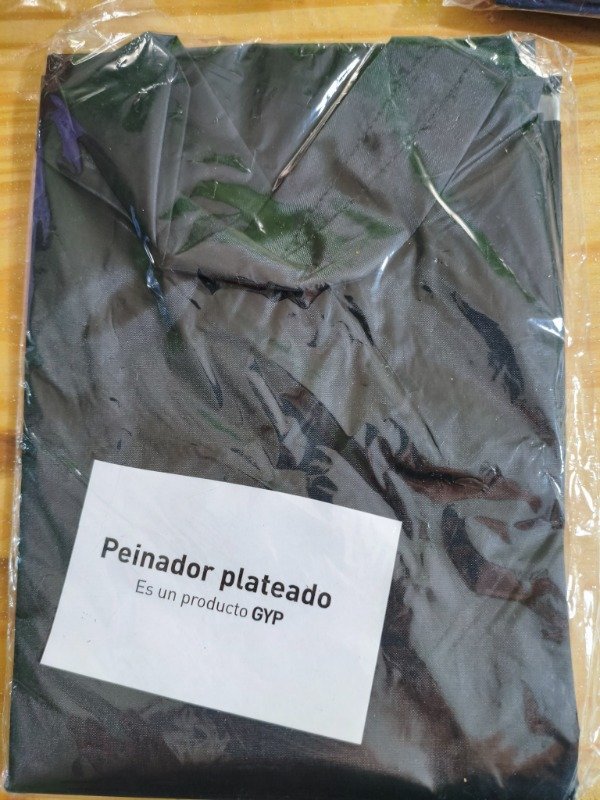 Peinador plateado
Es un producto GYP